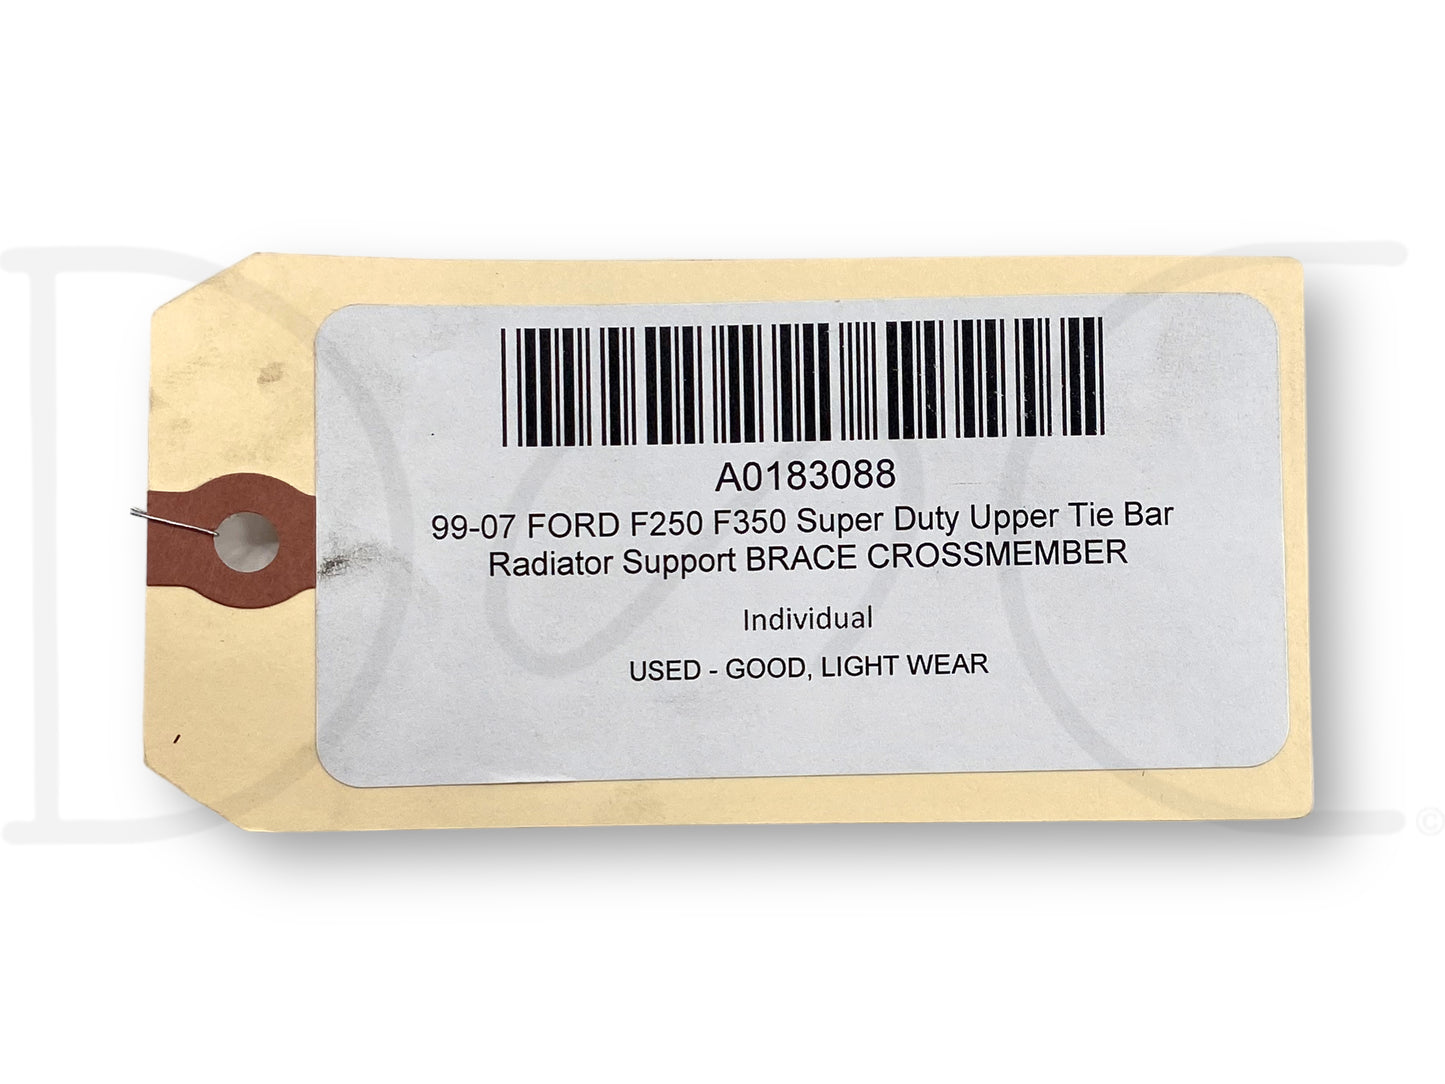 A0183088
99-07 FORD F250 F350 Super Duty Upper Tie Bar
Radiator Support BRACE CROSSMEMBER
Individual
USED - GOOD, LIGHT WEAR
D C ©